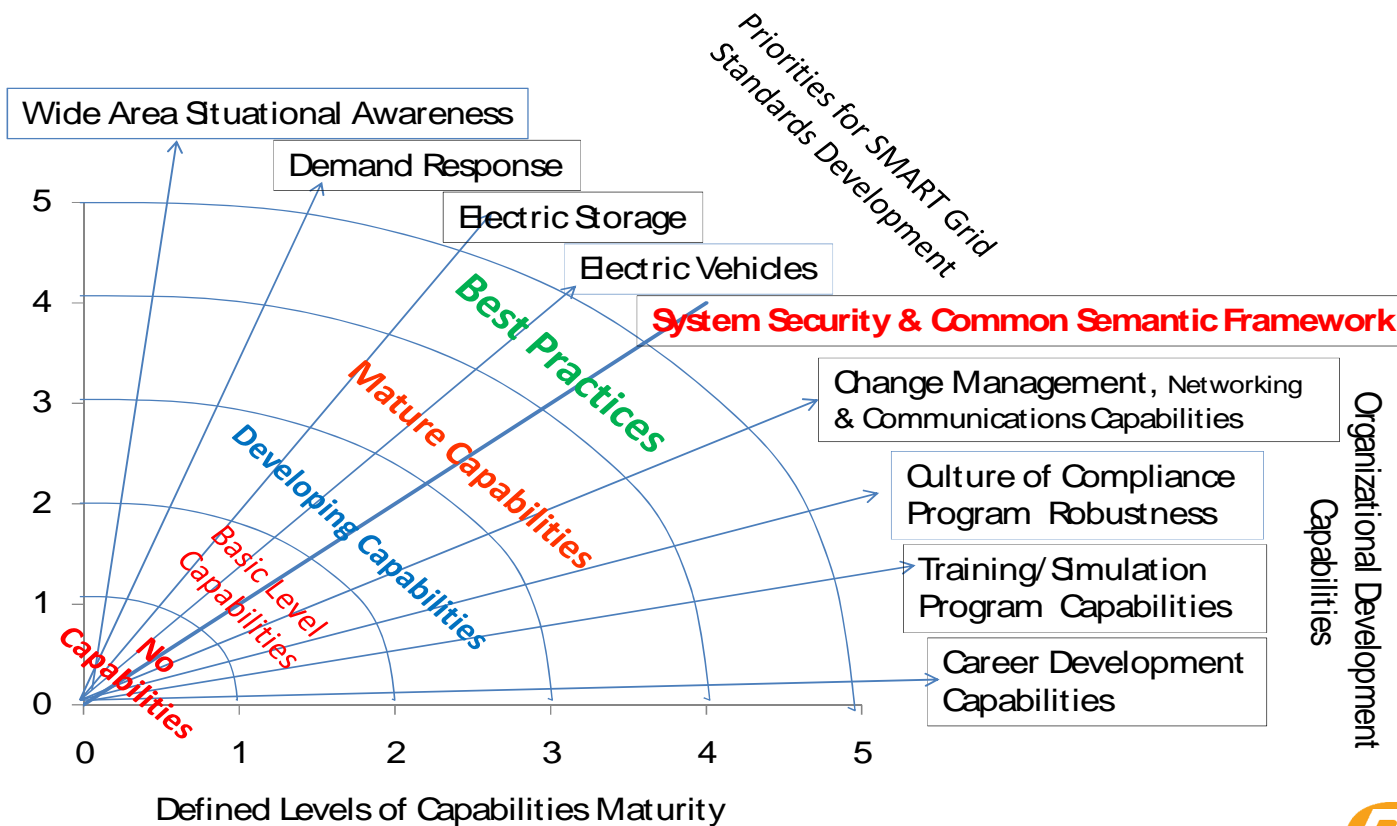 Priorities for SMART Grid
Standards Development
Wide Area Situational Awareness
Demand Response
Electric Storage
Electric Vehicles
System Security & Common Semantic Framework
Change Management, Networking
& Communications Capabilities
Culture of Compliance
Program Robustness
Training/Simulation
Program Capabilities
Career Development
Capabilities
Organizational Development
Capabilities
Best Practices
Mature Capabilities
Developing Capabilities
Basic Level
Capabilities
No
Capabilities
5
4
3
2
1
0
0 1 2 3 4 5
Defined Levels of Capabilities Maturity